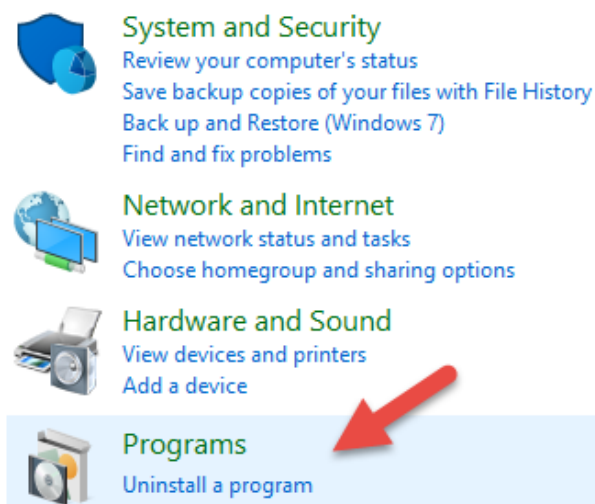 System and Security
Review your computer's status
Save backup copies of your files with File History
Back up and Restore (Windows 7)
Find and fix problems
Network and Internet
View network status and tasks
Choose homegroup and sharing options
Hardware and Sound
View devices and printers
Add a device
Programs
Uninstall a program